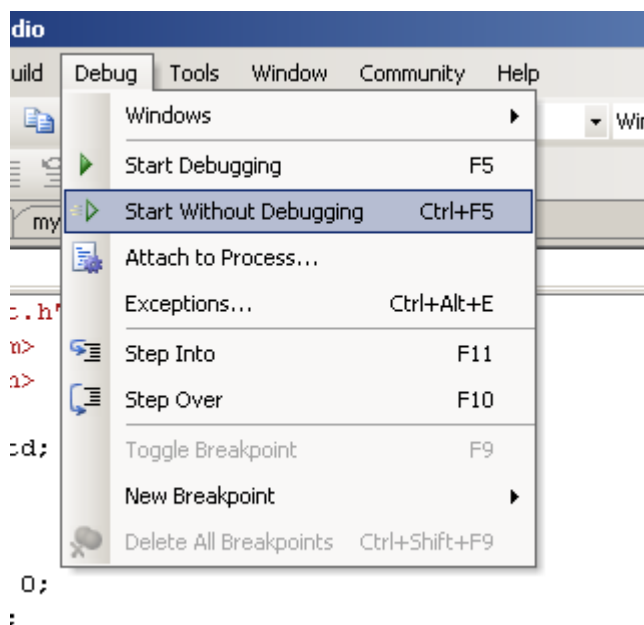 dio
uild Debug Tools Window Community Help
Windows
Win
Start Debugging F5
Start Without Debugging Ctrl+F5
my
Attach to Process...
Exceptions... Ctrl+Alt+E
t.h"
m>
Step Into F11
n>
Step Over F10
td;
Toggle Breakpoint F9
New Breakpoint
Delete All Breakpoints Ctrl+Shift+F9
0;
;